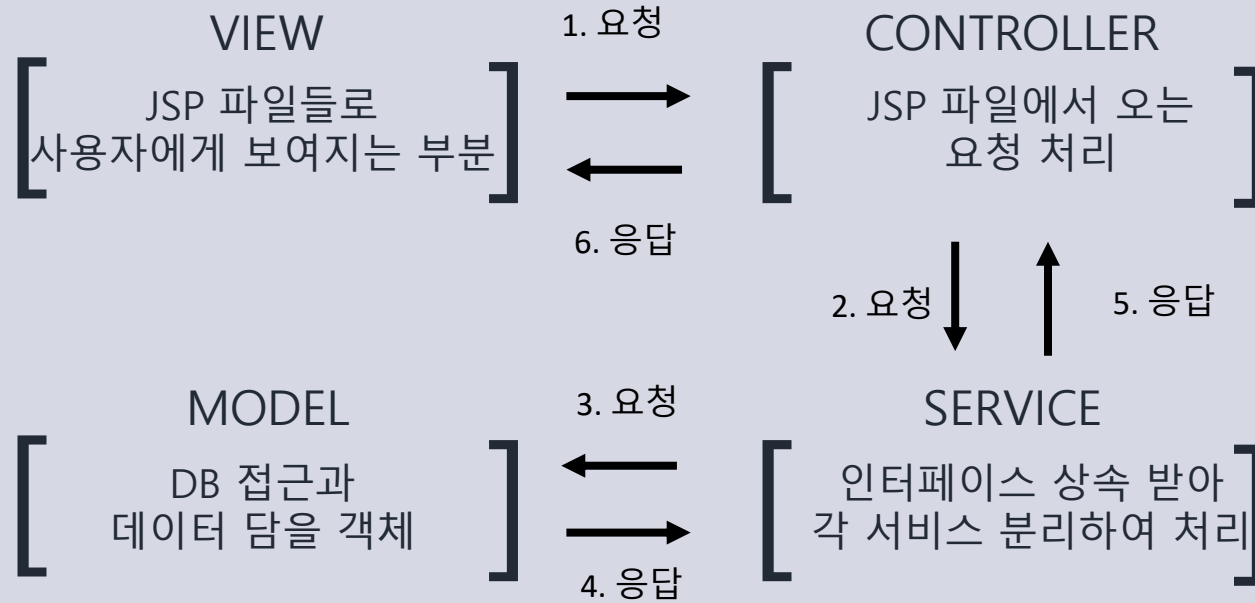 VIEW
JSP 파일들로
사용자에게 보여지는 부분
1. 요청
6. 응답
CONTROLLER
JSP 파일에서 오는
요청 처리
2. 요청
5. 응답
MODEL
DB 접근과
데이터 담을 객체
3. 요청
4. 응답
SERVICE
인터페이스 상속 받아
각 서비스 분리하여 처리